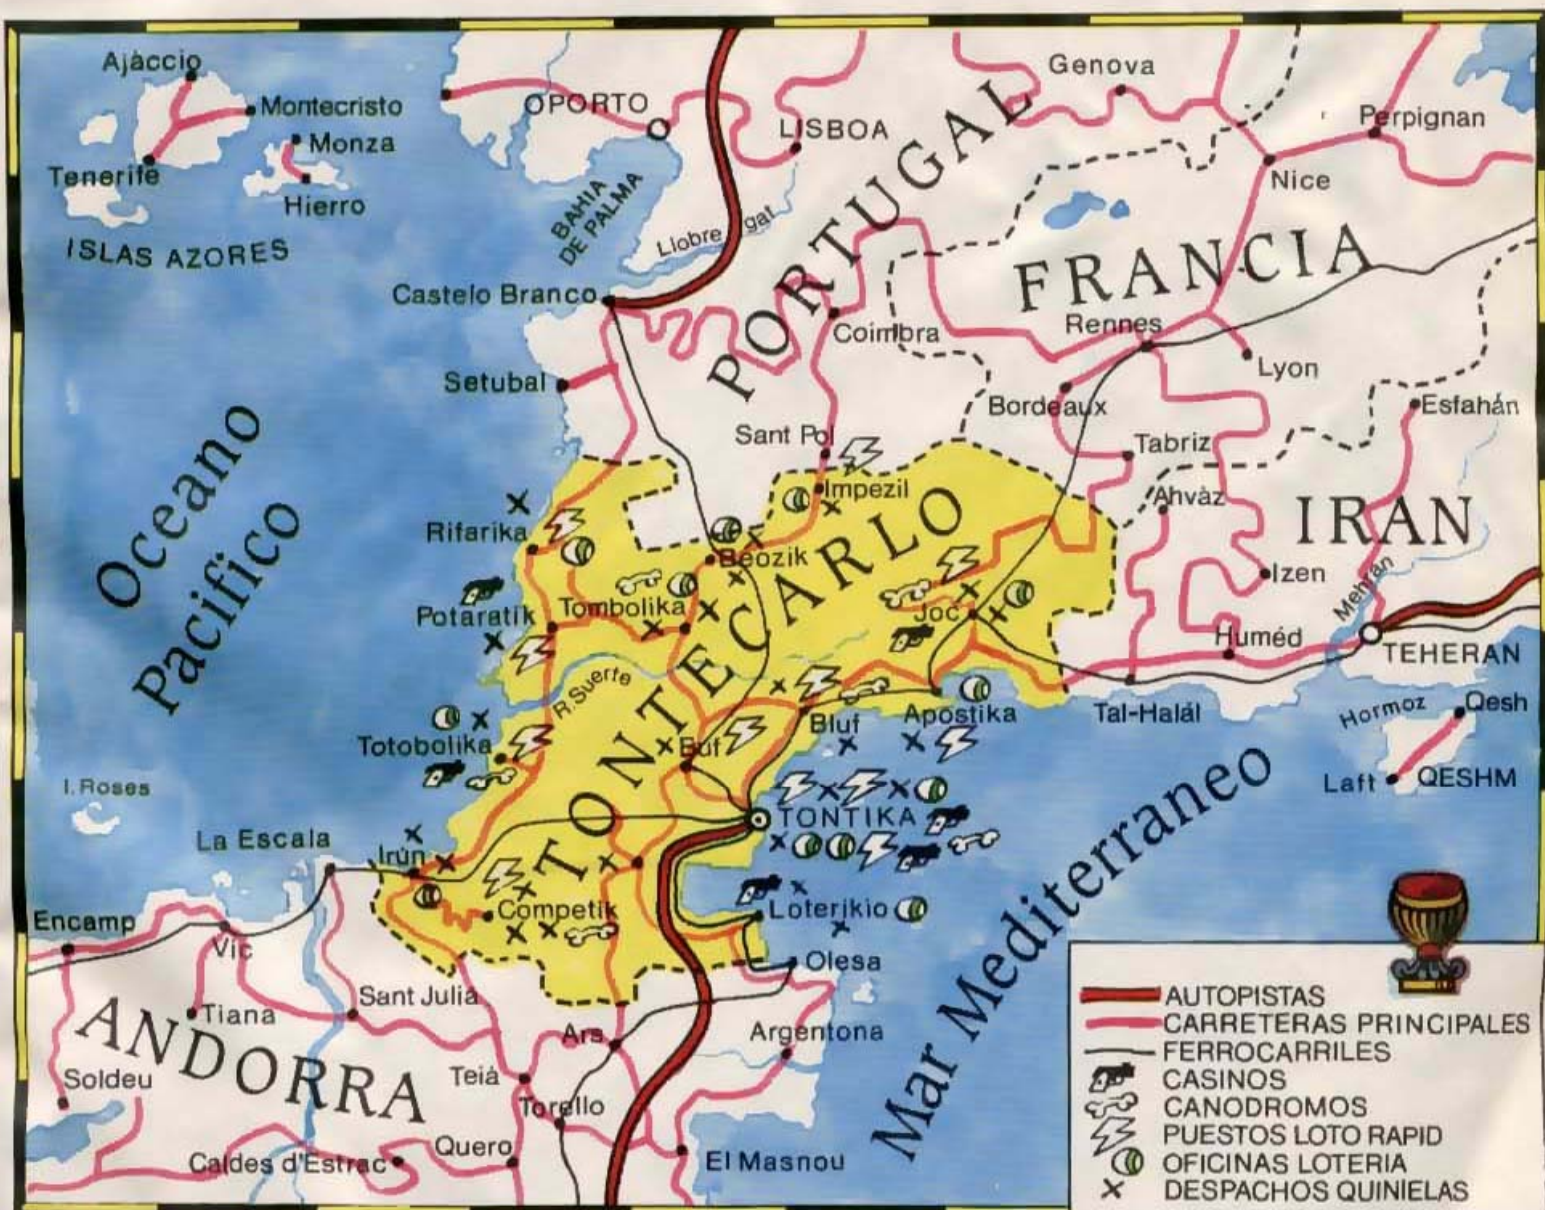 Ajàccio
Montecristo
Monza
Tenerife
Hierro
ISLAS AZORES
OPORTO
LISBOA
BAHIA
DE PALMA
Llobregat
Genova
Perpignan
Nice
PORTUGAL
FRANCIA
Castelo Branco
Coimbra
Rennes
Lyon
Setubal
Bordeaux
Esfahán
Sant Pol
Tabriz
Impezil
Ahvàz
IRAN
Oceano
Pacifico
Rifarika
Beozik
Izen
Mehràn
Potaratik
Tombolika
Joc
Huméd
TEHERAN
TONTECARLO
R. Suerte
Bluf
Apostika
Tal-Halál
Hormoz
Qesh
Totobolika
Buf
Laft
QESHM
I. Roses
TONTIKA
La Escala
Irún
Mar Mediterraneo
Competik
Loterikio
Encamp
Vic
Olesa
Tiana
Sant Juliá
Ars
Argentona
ANDORRA
Soldeu
Teiá
Torello
Quero
Caldes d'Estrac
El Masnou
AUTOPISTAS
CARRETERAS PRINCIPALES
FERROCARRILES
CASINOS
CANODROMOS
PUESTOS LOTO RAPID
OFICINAS LOTERIA
DESPACHOS QUINIELAS